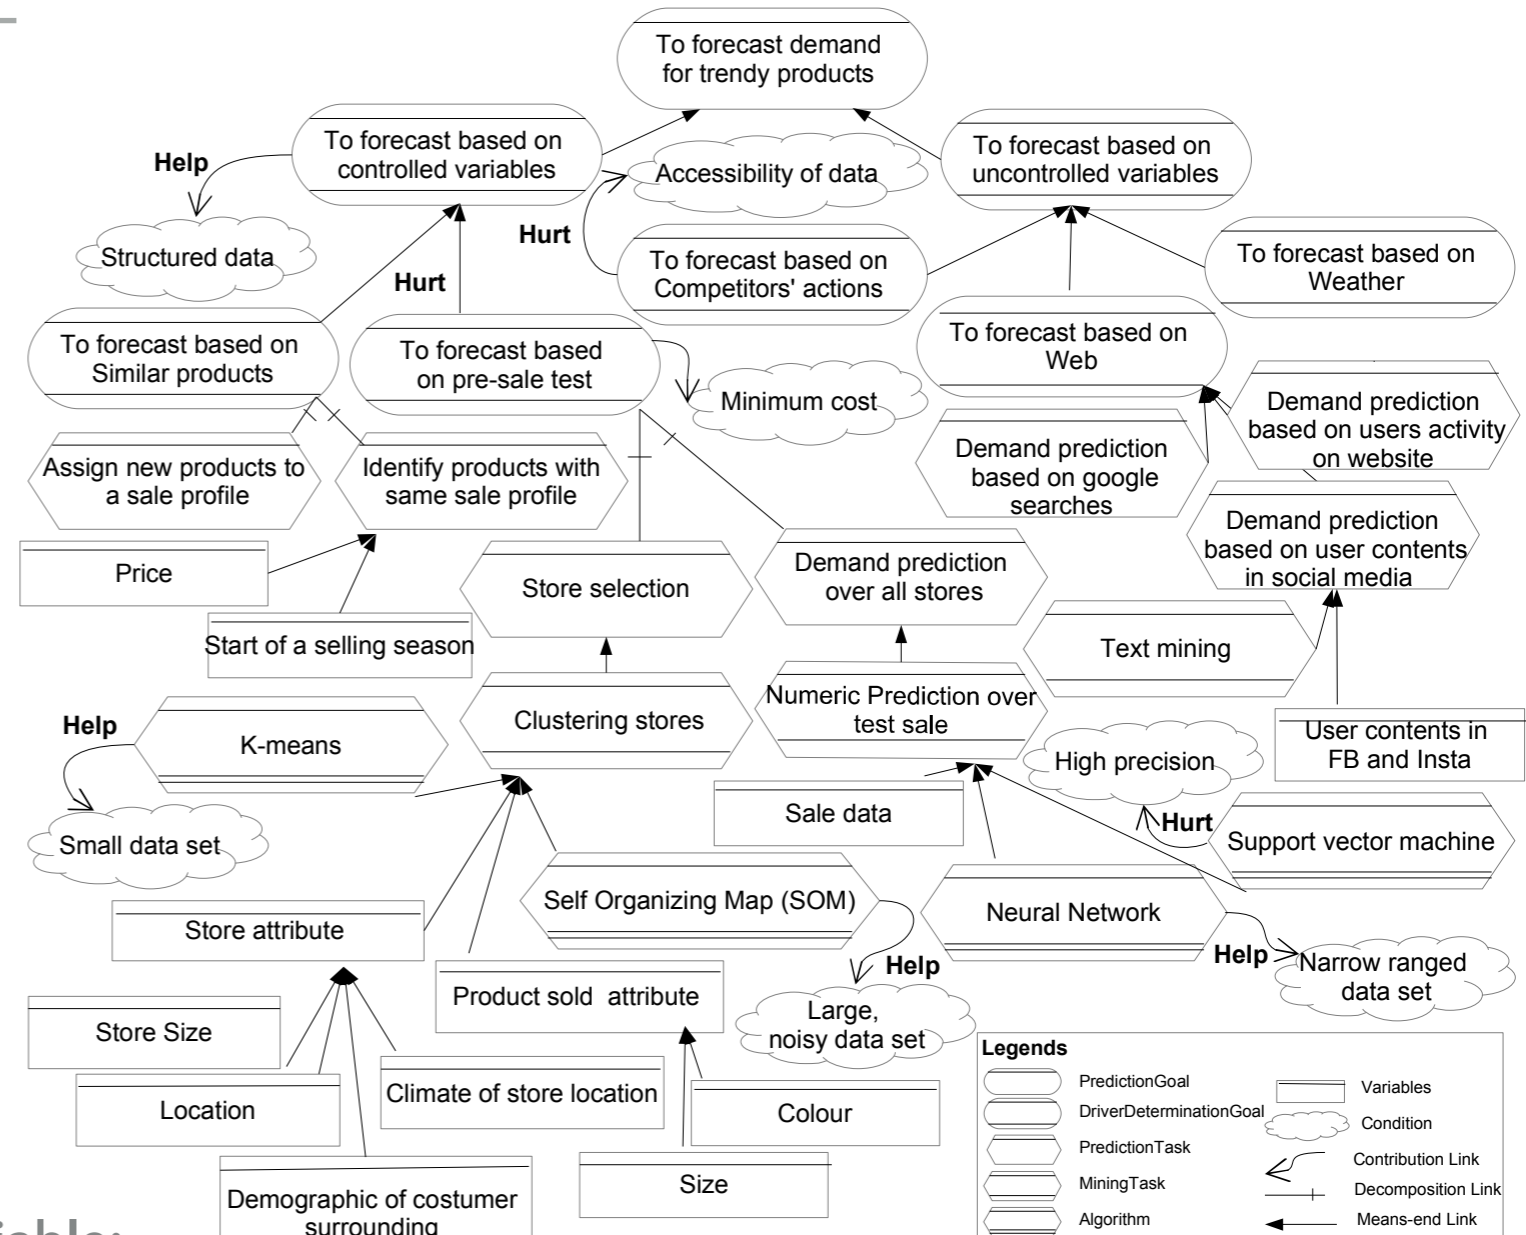 To forecast demand
for trendy products
To forecast based on
controlled variables
To forecast based on
uncontrolled variables
Help
Accessibility of data
Structured data
Hurt
To forecast based on
Competitors' actions
To forecast based on
Weather
Hurt
To forecast based on
Similar products
To forecast based
on pre-sale test
To forecast based on
Web
Minimum cost
Demand prediction
based on users activity
on website
Assign new products to
a sale profile
Identify products with
same sale profile
Demand prediction
based on google
searches
Demand prediction
based on user contents
in social media
Price
Store selection
Demand prediction
over all stores
Start of a selling season
Text mining
Help
K-means
Clustering stores
Numeric Prediction over
test sale
User contents in
FB and Insta
High precision
Small data set
Sale data
Hurt
Support vector machine
Store attribute
Self Organizing Map (SOM)
Neural Network
Help
Help
Narrow ranged
data set
Product sold attribute
Large,
noisy data set
Store Size
Location
Climate of store location
Colour
Demographic of costumer
surrounding
Size
Legends
PredictionGoal
DriverDeterminationGoal
PredictionTask
MiningTask
Algorithm
Variables
Condition
Contribution Link
Decomposition Link
Means-end Link